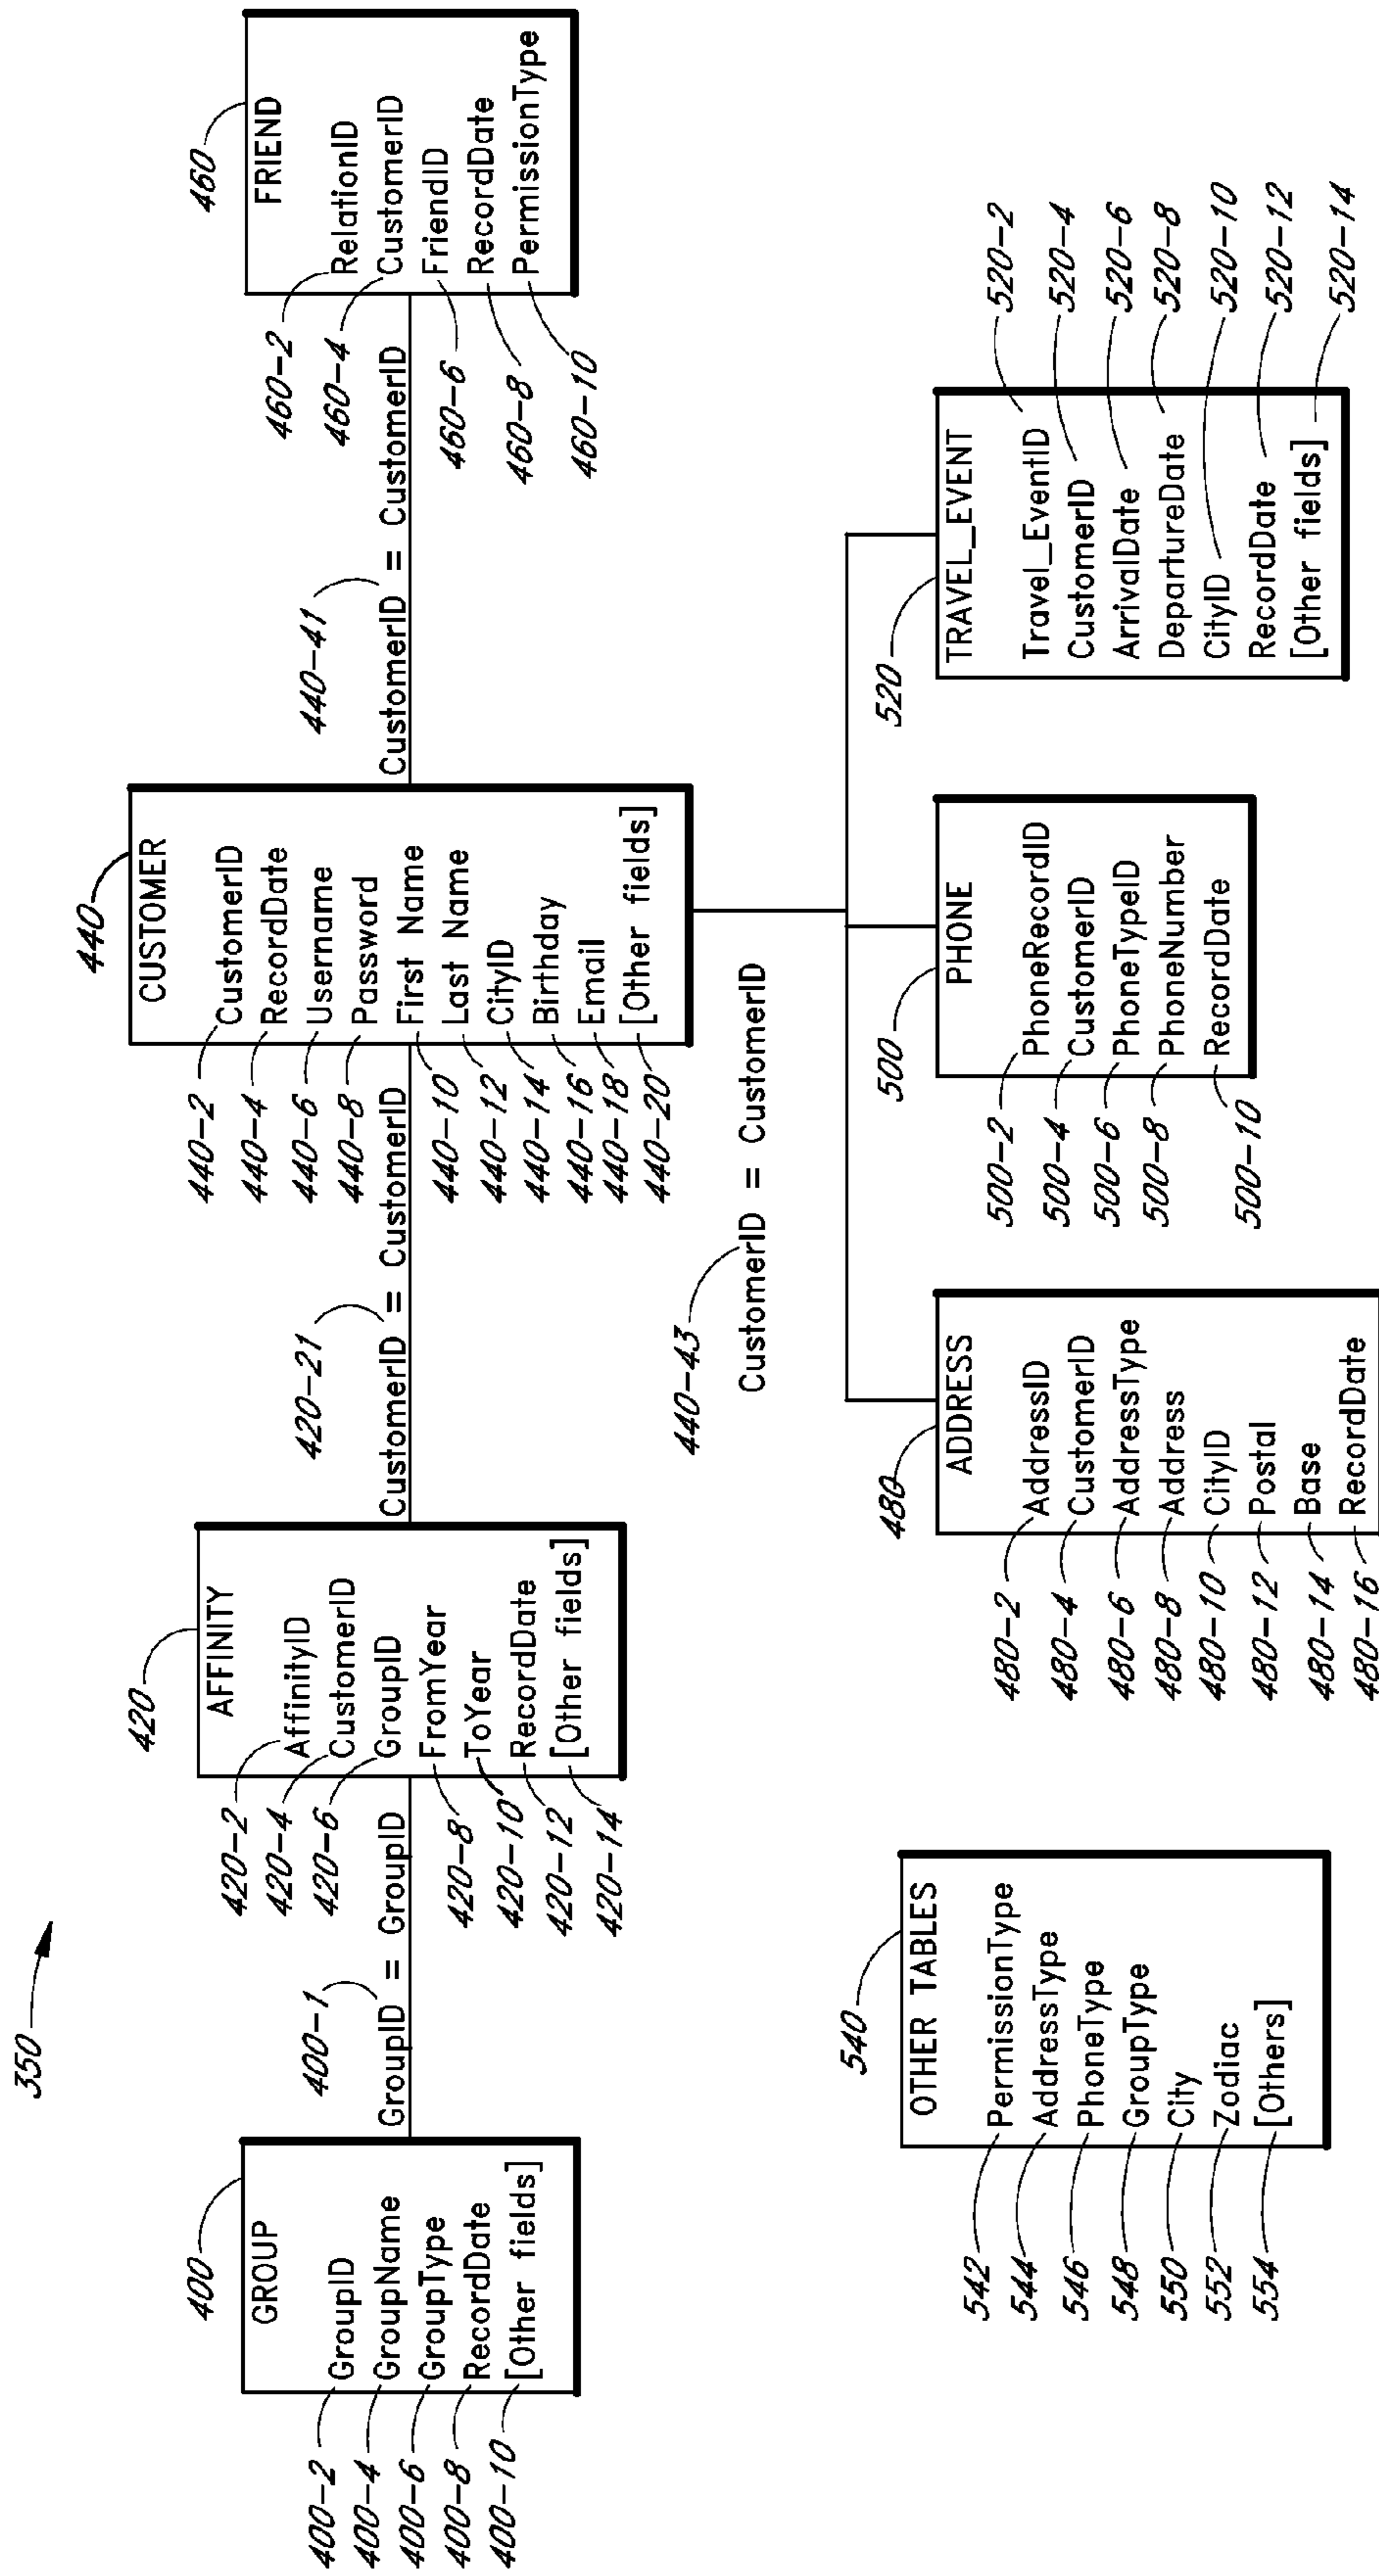 350
400
GROUP
400-2 GroupID
400-4 GroupName
400-6 GroupType
400-8 RecordDate
400-10 [Other fields]
400-1
GroupID = GroupID
420
AFFINITY
420-2 AffinityID
420-4 CustomerID
420-6 GroupID
420-8 FromYear
420-10 ToYear
420-12 RecordDate
420-14 [Other fields]
420-21
CustomerID = CustomerID
440
CUSTOMER
440-2 CustomerID
440-4 RecordDate
440-6 Username
440-8 Password
440-10 First Name
440-12 Last Name
440-14 CityID
440-16 Birthday
440-18 Email
440-20 [Other fields]
440-41
CustomerID = CustomerID
460
FRIEND
460-2 RelationID
460-4 CustomerID
460-6 FriendID
460-8 RecordDate
460-10 PermissionType
440-43
CustomerID = CustomerID
540
OTHER TABLES
542 PermissionType
544 AddressType
546 PhoneType
548 GroupType
550 City
552 Zodiac
554 [Others]
480
ADDRESS
480-2 AddressID
480-4 CustomerID
480-6 AddressType
480-8 Address
480-10 CityID
480-12 Postal
480-14 Base
480-16 RecordDate
500
PHONE
500-2 PhoneRecordID
500-4 CustomerID
500-6 PhoneTypeID
500-8 PhoneNumber
500-10 RecordDate
520
TRAVEL_EVENT
Travel_EventID 520-2
CustomerID 520-4
ArrivalDate 520-6
DepartureDate 520-8
CityID 520-10
RecordDate 520-12
[Other fields] 520-14